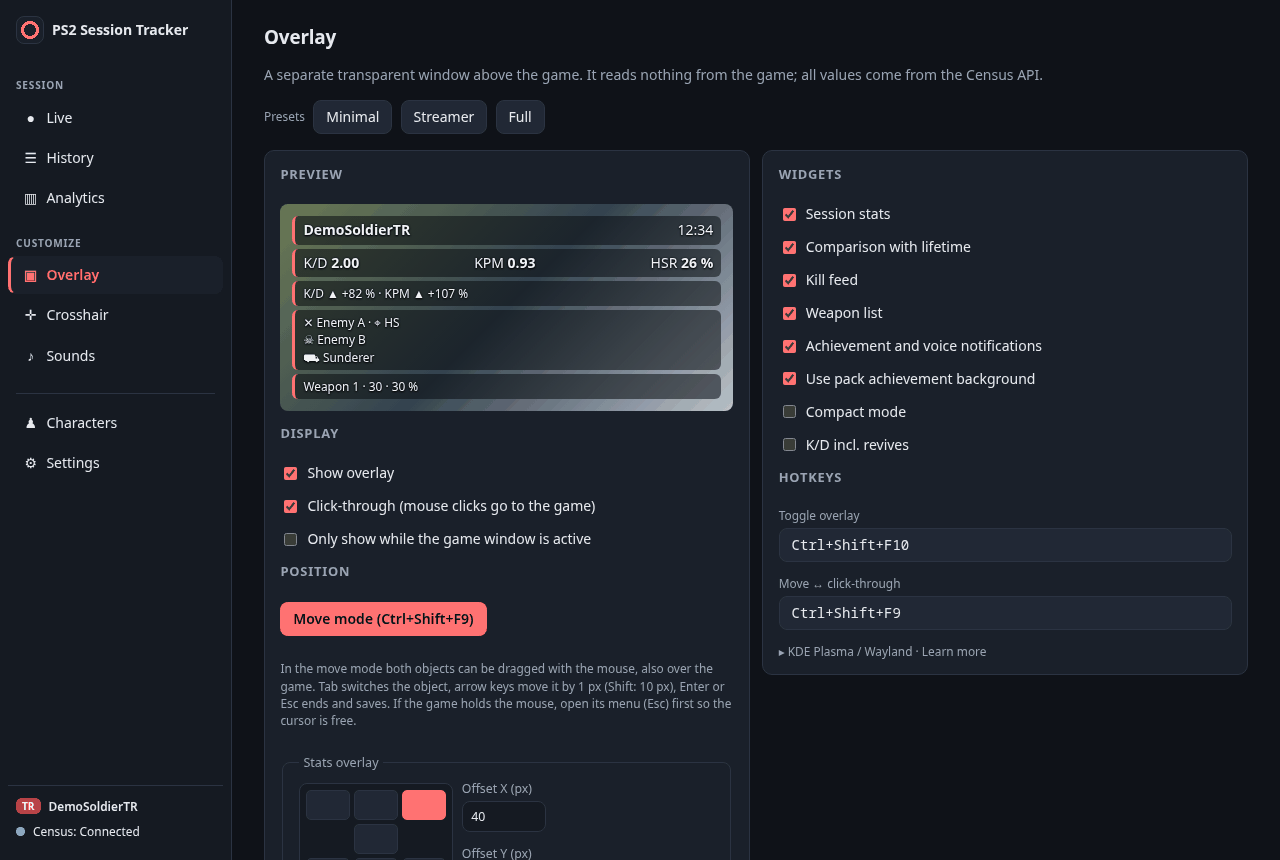 PS2 Session Tracker
SESSION
● Live
☰ History
▥ Analytics
CUSTOMIZE
▣ Overlay
✛ Crosshair
♪ Sounds
♟ Characters
⚙ Settings
TR DemoSoldierTR
Census: Connected
Overlay
A separate transparent window above the game. It reads nothing from the game; all values come from the Census API.
Presets Minimal Streamer Full
PREVIEW
DemoSoldierTR 12:34
K/D 2.00 KPM 0.93 HSR 26 %
K/D ▲ +82 % · KPM ▲ +107 %
✕ Enemy A · ⌖ HS
☠ Enemy B
⛟ Sunderer
Weapon 1 · 30 · 30 %
DISPLAY
Show overlay
Click-through (mouse clicks go to the game)
Only show while the game window is active
POSITION
Move mode (Ctrl+Shift+F9)
In the move mode both objects can be dragged with the mouse, also over the
game. Tab switches the object, arrow keys move it by 1 px (Shift: 10 px), Enter or
Esc ends and saves. If the game holds the mouse, open its menu (Esc) first so the
cursor is free.
Stats overlay
Offset X (px)
40
Offset Y (px)
WIDGETS
Session stats
Comparison with lifetime
Kill feed
Weapon list
Achievement and voice notifications
Use pack achievement background
Compact mode
K/D incl. revives
HOTKEYS
Toggle overlay
Ctrl+Shift+F10
Move ↔ click-through
Ctrl+Shift+F9
▸ KDE Plasma / Wayland · Learn more